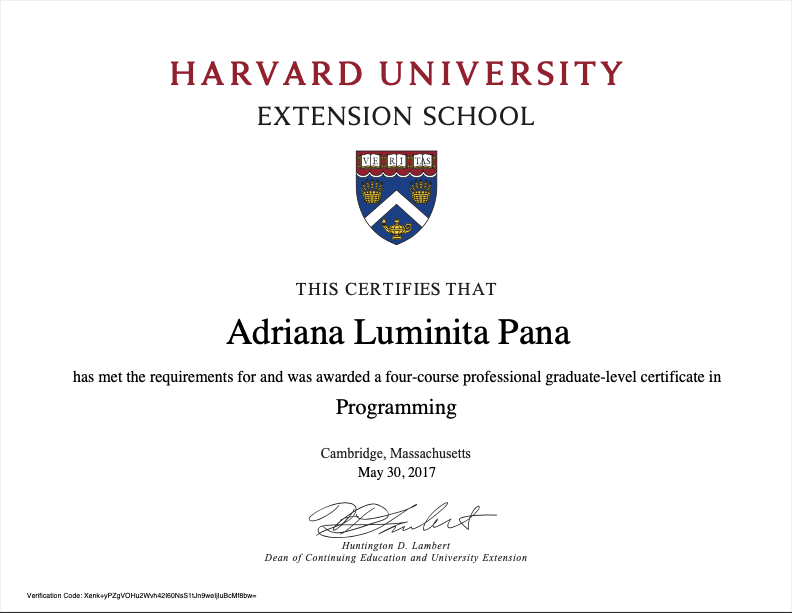 HARVARD UNIVERSITY
EXTENSION SCHOOL
VE RI TAS
THIS CERTIFIES THAT
Adriana Luminita Pana
has met the requirements for and was awarded a four-course professional graduate-level certificate in
Programming
Cambridge, Massachusetts
May 30, 2017
Huntington D. Lambert
Dean of Continuing Education and University Extension
Verification Code: